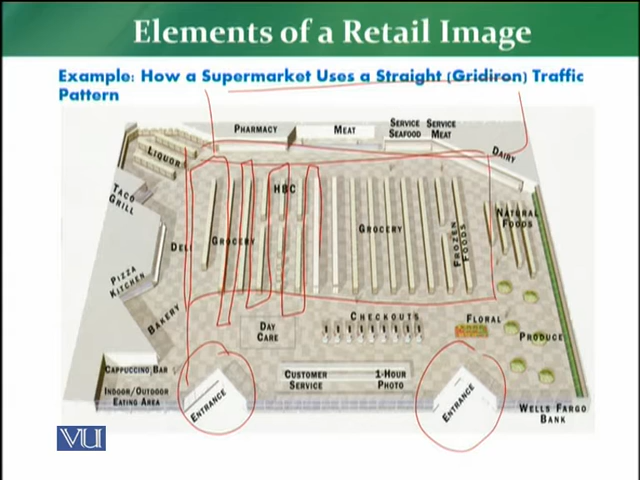 Elements of a Retail Image
Example: How a Supermarket Uses a Straight (Gridiron) Traffic
Pattern
PHARMACY
MEAT
SERVICE
SEAFOOD
SERVICE
MEAT
LIQUOR
DAIRY
TACO
GRILL
HBC
NATURAL
FOODS
DELI
GROCERY
GROCERY
FROZEN
FOODS
PIZZA
KITCHEN
BAKERY
DAY
CARE
CHECKOUTS
FLORAL
PRODUCE
CAPPUCCINO BAR
INDOR/OUTDOOR
EATING AREA
ENTRANCE
CUSTOMER
SERVICE
1-HOUR
PHOTO
ENTRANCE
WELLS FARGO
BANK
VU